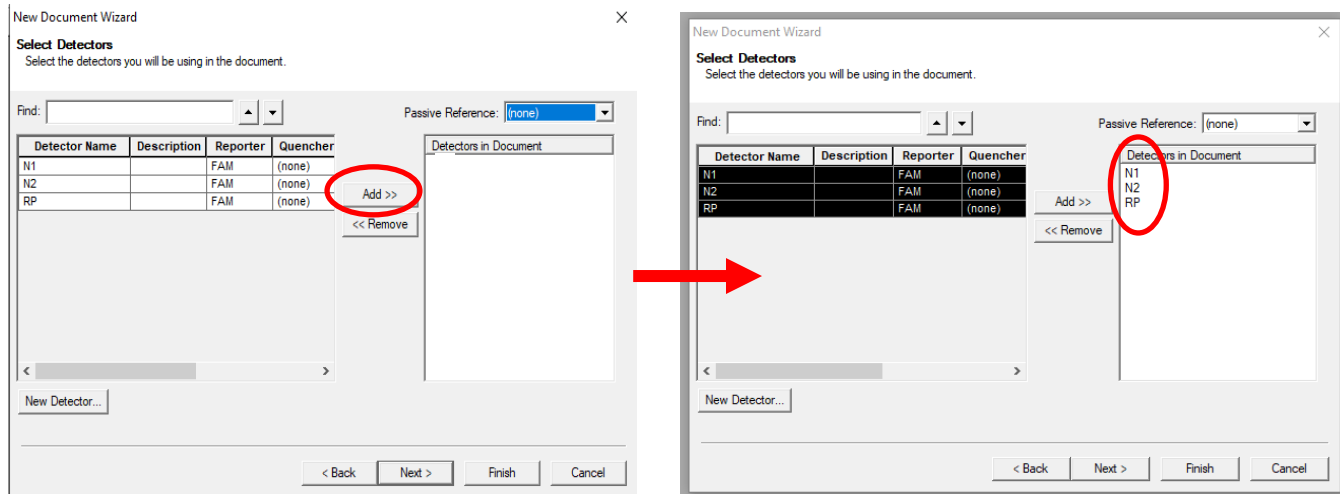 New Document Wizard
Select Detectors
Select the detectors you will be using in the document.
Find:
Passive Reference: (none)
Detector Name Description Reporter Quencher
N1 FAM (none)
N2 FAM (none)
RP FAM (none)
Add >>
<< Remove
Detectors in Document
New Detector...
< Back Next > Finish Cancel
New Document Wizard
Select Detectors
Select the detectors you will be using in the document.
Find:
Passive Reference: (none)
Detector Name Description Reporter Quencher
N1 FAM (none)
N2 FAM (none)
RP FAM (none)
Add >>
<< Remove
Detectors in Document
N1
N2
RP
New Detector...
< Back Next > Finish Cancel